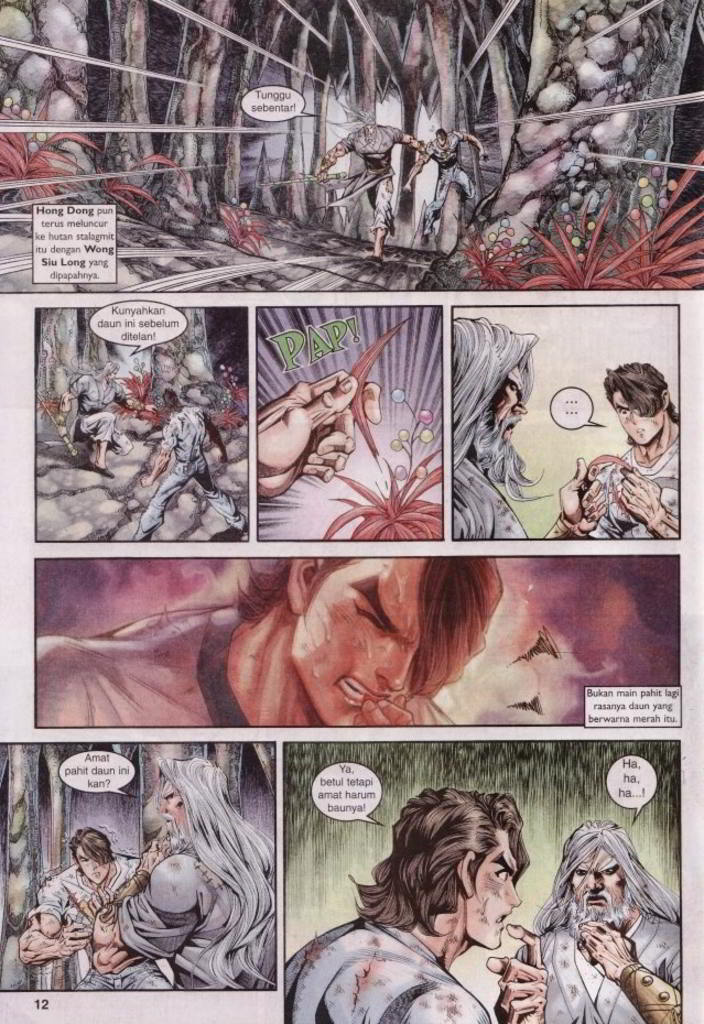 Tunggu
sebentar!
Hong Dong pun
terus meluncur
ke hutan stalagmit
itu dengan Wong
Siu Long yang
dipapahnya.
Kunyahkan
daun ini sebelum
ditelan!
PAP!
...
...
Bukan main pahit lagi
rasanya daun yang
berwarna merah itu.
Amat
pahit daun ini
kan?
Ya,
betul tetapi
amat harum
baunya!
Ha,
ha,
ha...!
12